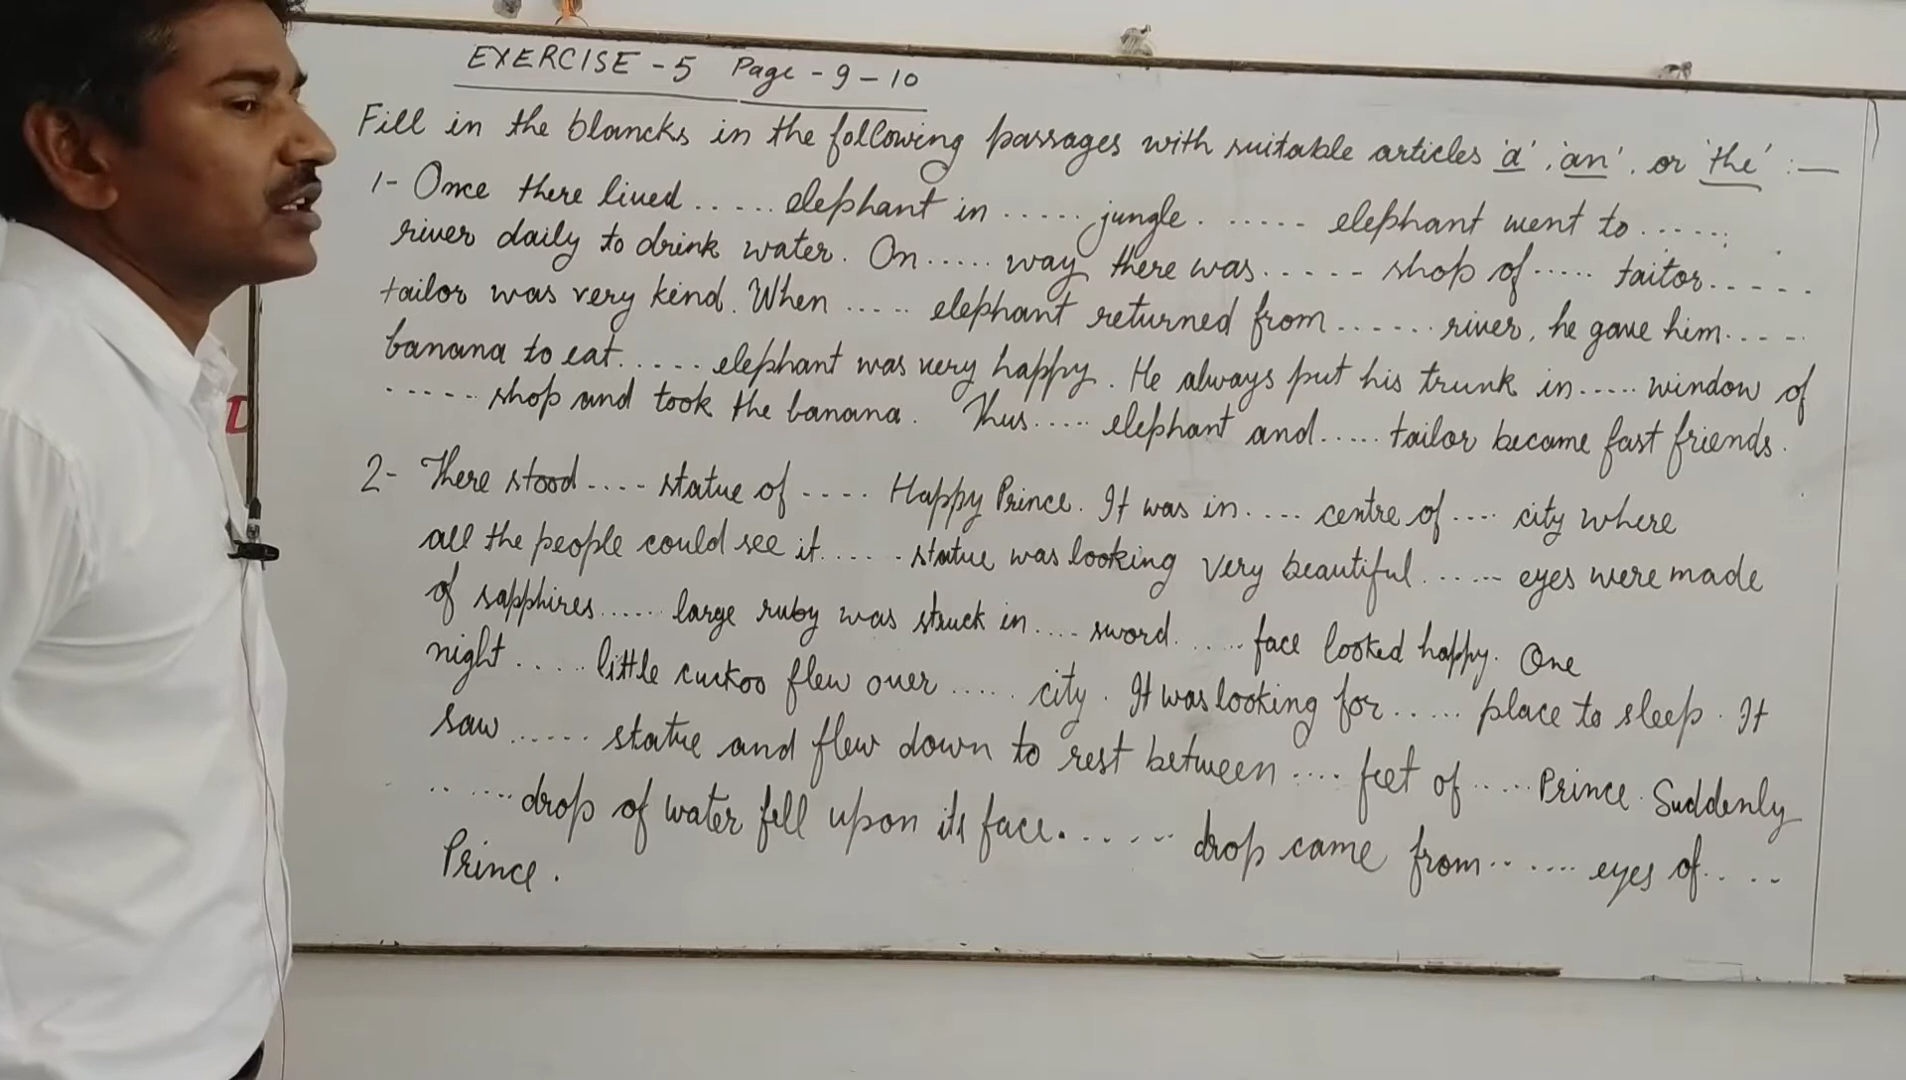 EXERCISE - 5 Page - 9 - 10
Fill in the blancks in the following passages with suitable articles 'a', 'an', or 'the' :—
1- Once there lived ..... elephant in ..... jungle. ..... elephant went to .....
river daily to drink water. On ..... way there was ..... shop of ..... taitor .....
tailor was very kind. When ..... elephant returned from ...... river, he gave him .....
banana to eat. ..... elephant was very happy. He always put his trunk in ..... window of
..... shop and took the banana. Thus ..... elephant and ..... tailor became fast friends.
2- There stood .... statue of .... Happy Prince. It was in .... centre of .... city where
all the people could see it. ..... statue was looking very beautiful. ..... eyes were made
of sapphires ...... large ruby was struck in .... sword. ..... face looked happy. One
night ..... little cuckoo flew over ..... city. It was looking for ..... place to sleep. It
saw ...... statue and flew down to rest between .... feet of ..... Prince. Suddenly
...... drop of water fell upon its face. ..... drop came from ...... eyes of ....
Prince.